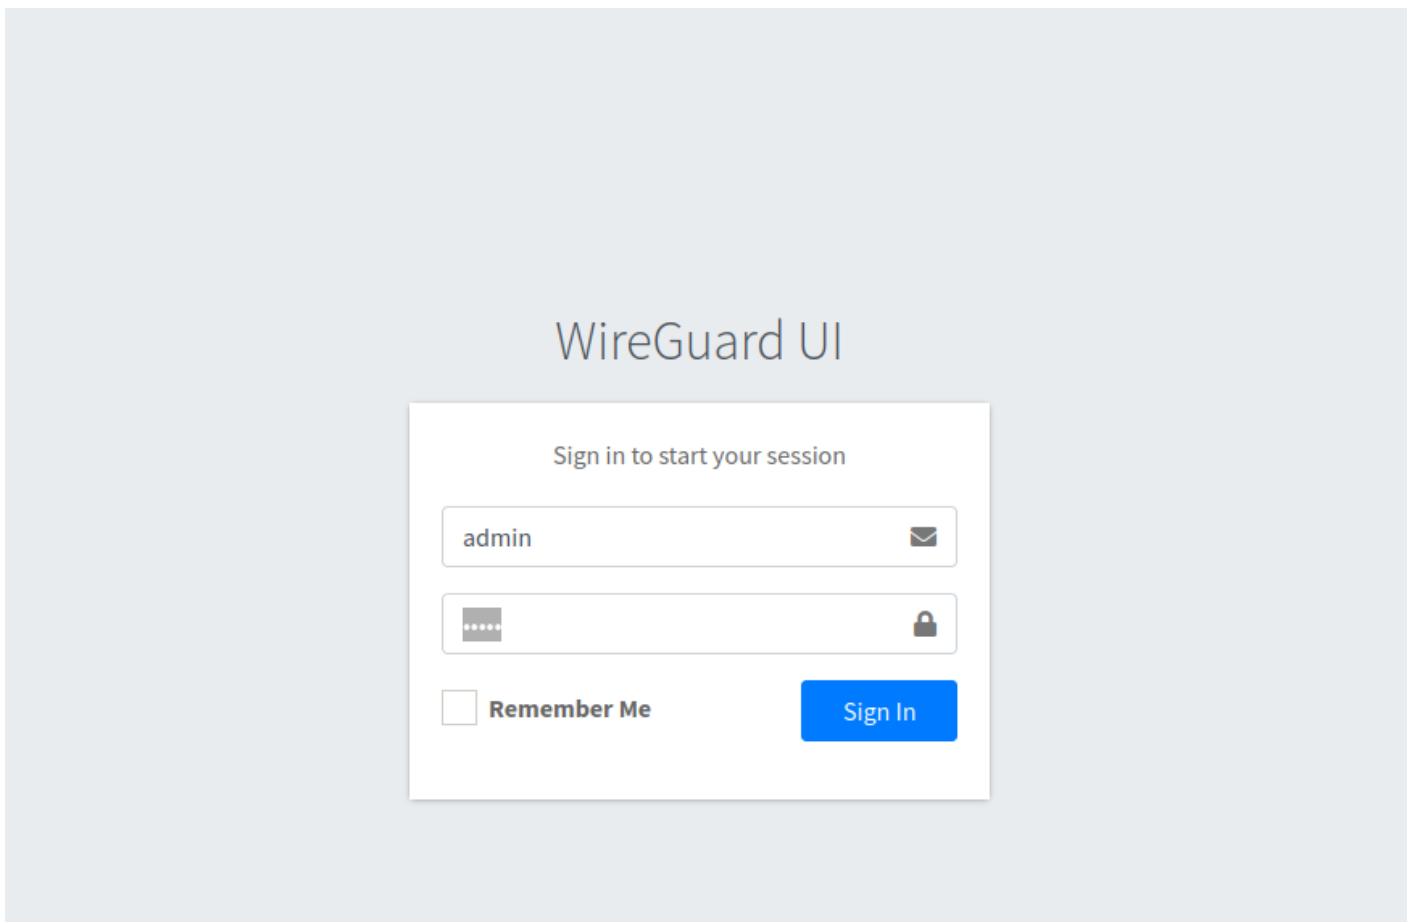 WireGuard UI
Sign in to start your session
admin
•••••
Remember Me
Sign In